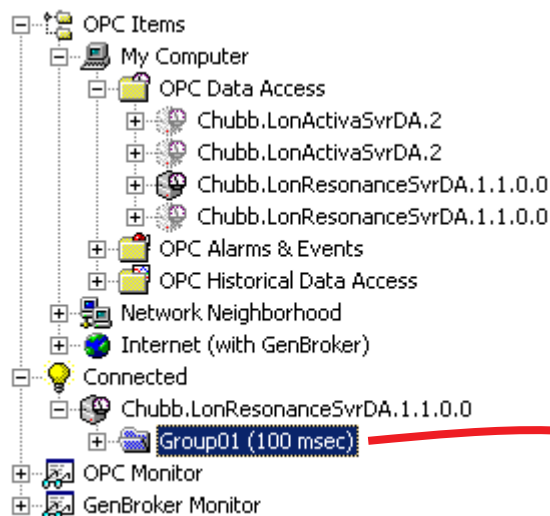 OPC Items
My Computer
OPC Data Access
Chubb.LonActivaSvrDA.2
Chubb.LonActivaSvrDA.2
Chubb.LonResonanceSvrDA.1.1.0.0
Chubb.LonResonanceSvrDA.1.1.0.0
OPC Alarms & Events
OPC Historical Data Access
Network Neighborhood
Internet (with GenBroker)
Connected
Chubb.LonResonanceSvrDA.1.1.0.0
Group01 (100 msec)
OPC Monitor
GenBroker Monitor